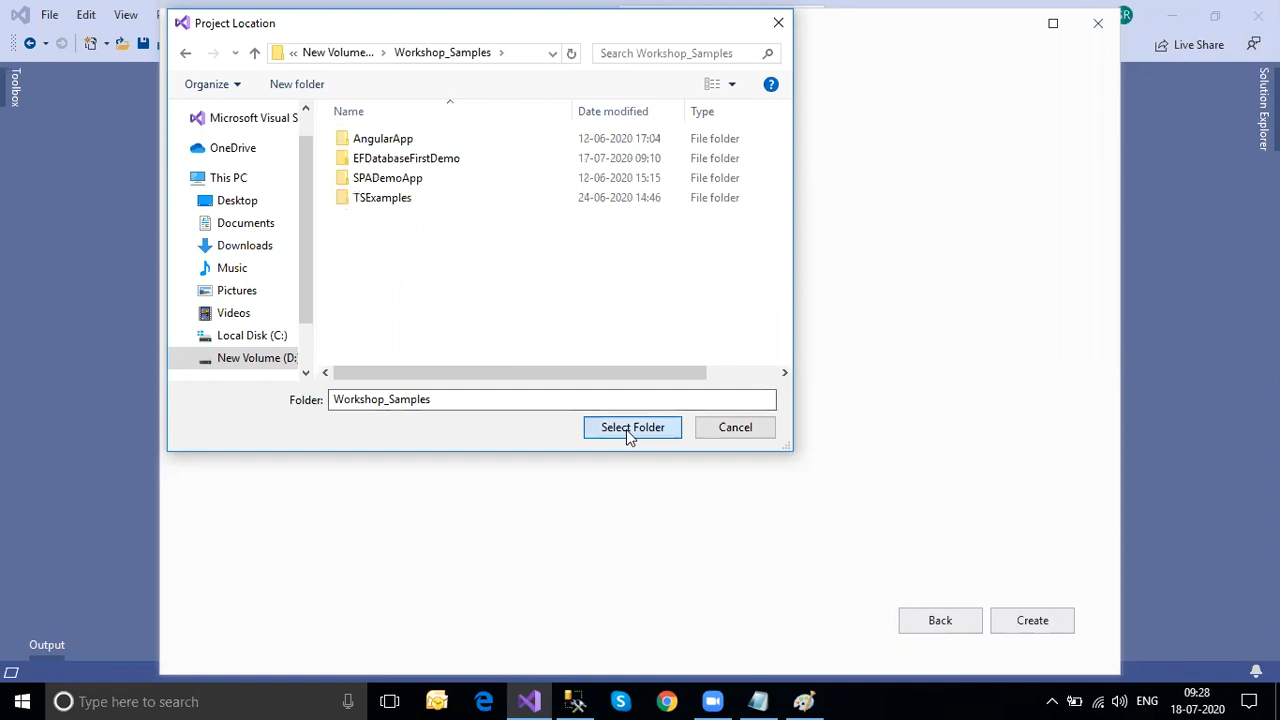 File Edit View
SR
Project Location
Live Share
« New Volume... > Workshop_Samples >
Search Workshop_Samples
Organize
New folder
Toolbox
Solution Explorer
Name Date modified Type
Microsoft Visual S
OneDrive
This PC
Desktop
Documents
Downloads
Music
Pictures
Videos
Local Disk (C:)
New Volume (D:
AngularApp 12-06-2020 17:04 File folder
EFDatabaseFirstDemo 17-07-2020 09:10 File folder
SPADemoApp 12-06-2020 15:15 File folder
TSExamples 24-06-2020 14:46 File folder
Folder: Workshop_Samples
Select Folder Cancel
Back Create
Output
Type here to search
ENG
09:28
18-07-2020